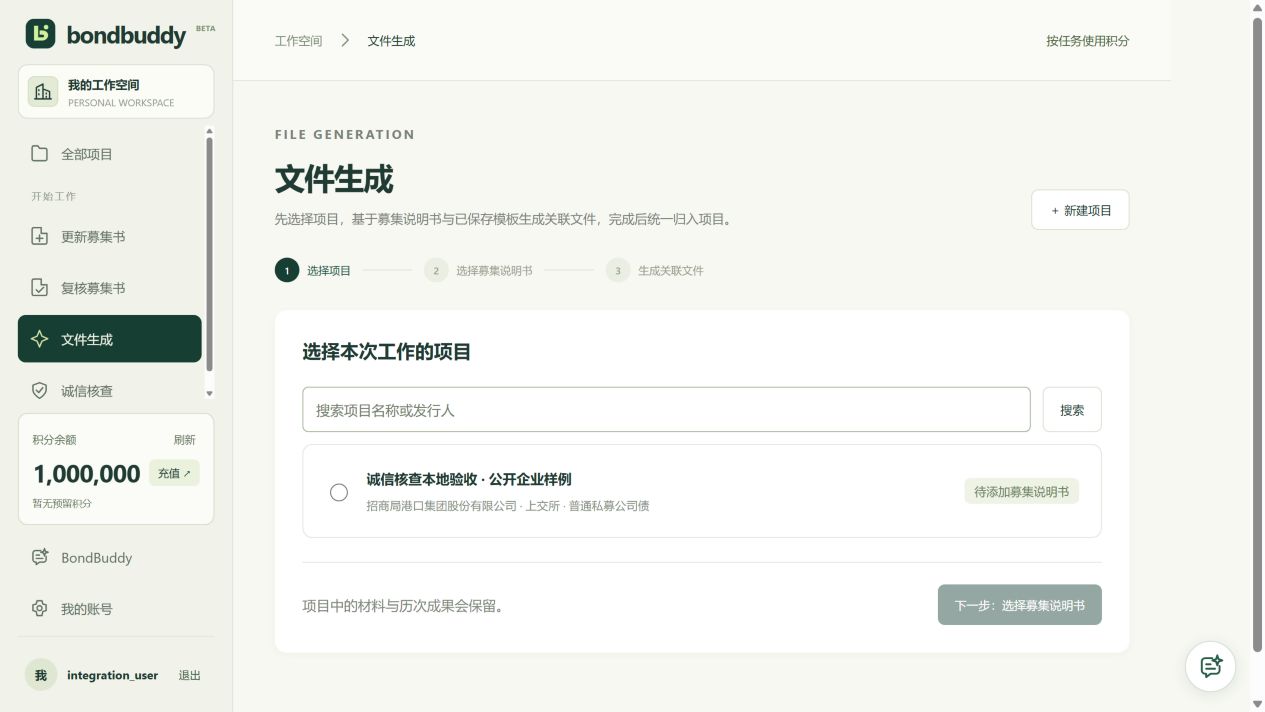 bondbuddy BETA
我的工作空间
PERSONAL WORKSPACE
全部项目
开始工作
更新募集书
复核募集书
文件生成
诚信核查
积分余额 刷新
1,000,000 充值 ↗
暂无预留积分
BondBuddy
我的账号
我 integration_user 退出
工作空间 文件生成 按任务使用积分
FILE GENERATION
文件生成
先选择项目，基于募集说明书与已保存模板生成关联文件，完成后统一归入项目。
+ 新建项目
1 选择项目 2 选择募集说明书 3 生成关联文件
选择本次工作的项目
搜索项目名称或发行人 搜索
诚信核查本地验收 · 公开企业样例
招商局港口集团股份有限公司 · 上交所 · 普通私募公司债
待添加募集说明书
项目中的材料与历次成果会保留。
下一步：选择募集说明书